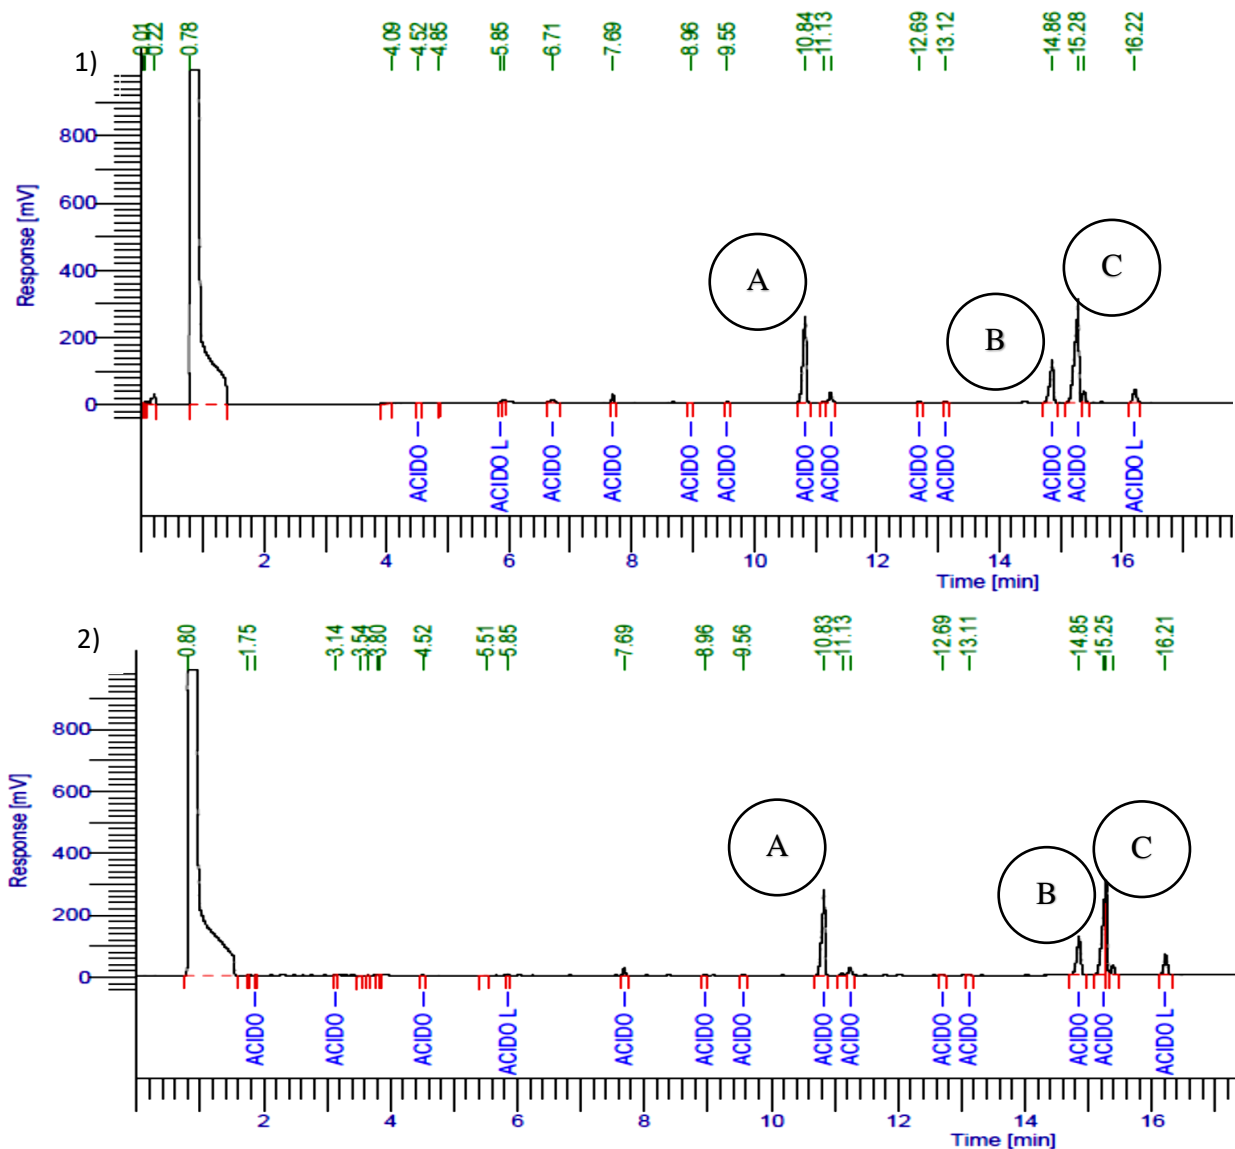 1)
0.01 0.22 0.78 4.09 4.52 4.85 5.85 6.71 7.69 8.96 9.55 10.84 11.13 12.69 13.12 14.86 15.28 16.22
A
B
C
Response [mV]
800
600
400
200
0
ACIDO ACIDO L ACIDO ACIDO ACIDO ACIDO ACIDO ACIDO ACIDO ACIDO ACIDO ACIDO ACIDO L
2 4 6 8 10 12 14 16
Time [min]
2)
0.80 1.75 3.14 3.54 3.80 4.52 5.51 5.85 7.69 8.96 9.56 10.83 11.13 12.69 13.11 14.85 15.25 16.21
A
B
C
Response [mV]
800
600
400
200
0
ACIDO ACIDO ACIDO ACIDO L ACIDO ACIDO ACIDO ACIDO ACIDO ACIDO ACIDO ACIDO ACIDO ACIDO L
2 4 6 8 10 12 14 16
Time [min]